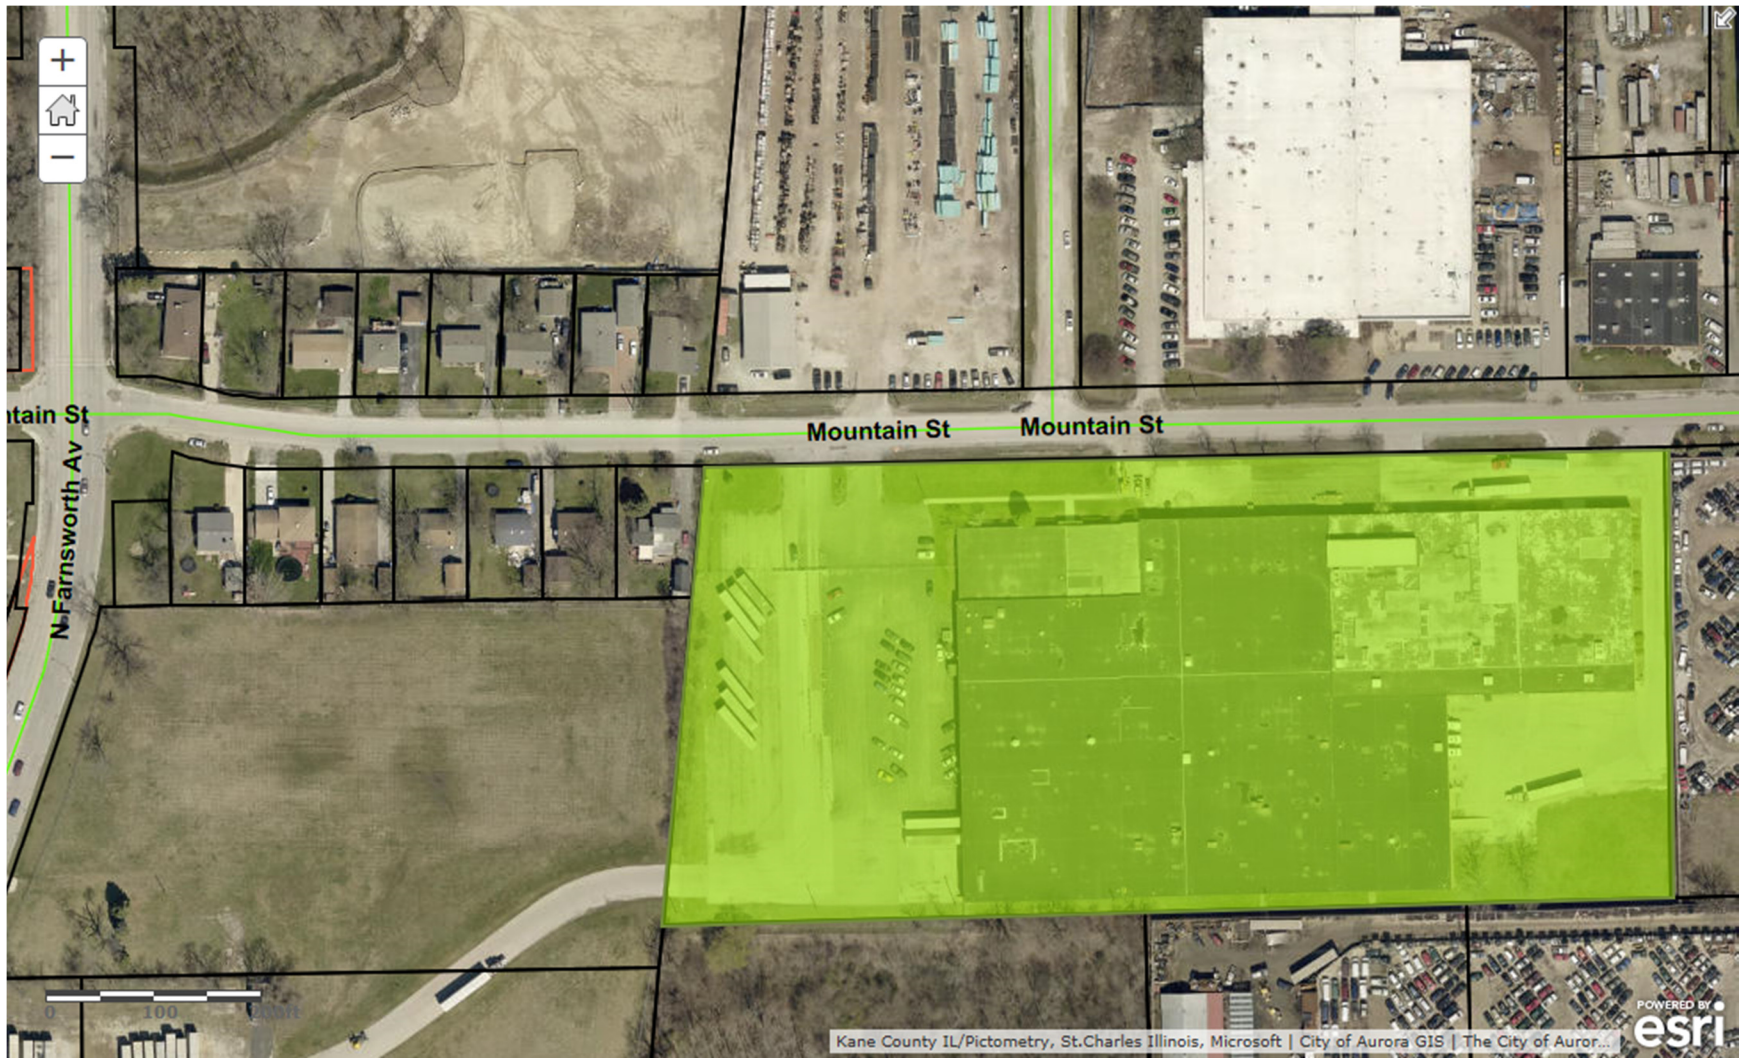 +
−
ntain St
Mountain St
Mountain St
N Farnsworth Av
0 100 200ft
POWERED BY
esri
Kane County IL/Pictometry, St.Charles Illinois, Microsoft | City of Aurora GIS | The City of Auror...